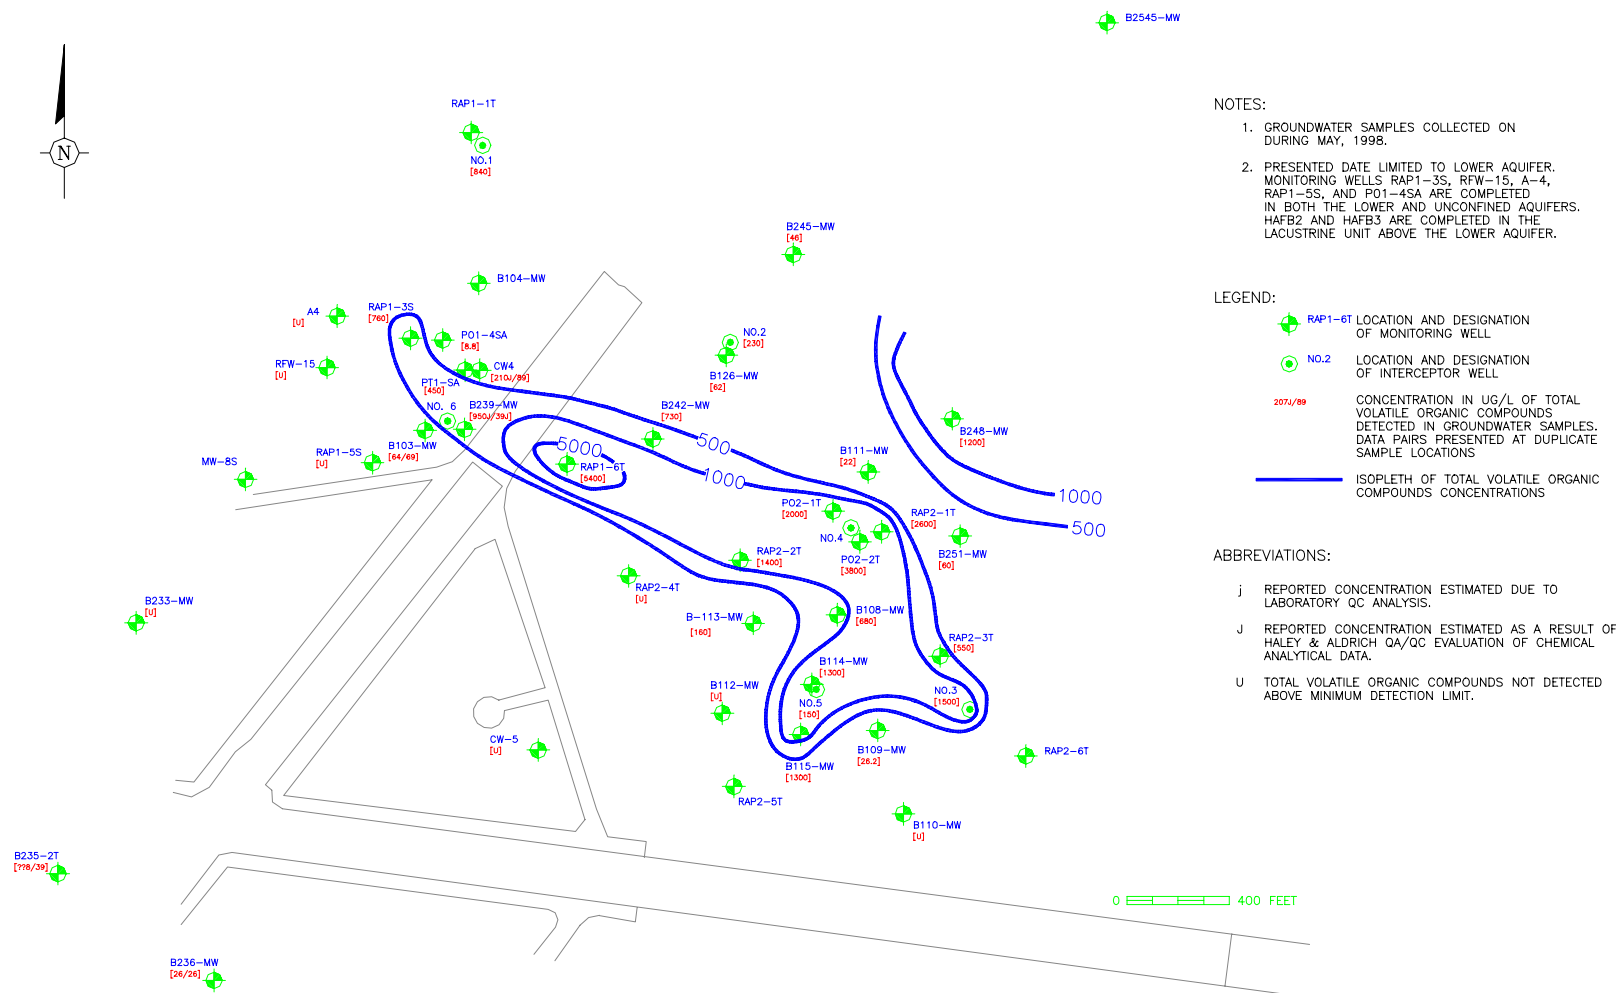 B2545-MW
N
RAP1-1T
NO.1
[840]
NOTES:
1. GROUNDWATER SAMPLES COLLECTED ON
DURING MAY, 1998.
2. PRESENTED DATE LIMITED TO LOWER AQUIFER.
MONITORING WELLS RAP1-3S, RFW-15, A-4,
RAP1-5S, AND P01-4SA ARE COMPLETED
IN BOTH THE LOWER AND UNCONFINED AQUIFERS.
HAFB2 AND HAFB3 ARE COMPLETED IN THE
LACUSTRINE UNIT ABOVE THE LOWER AQUIFER.
B245-MW
[46]
B104-MW
A4
[U]
RAP1-3S
[760]
PO1-4SA
[8.8]
RFW-15
[U]
CW4
[210J/89]
PT1-SA
[450]
NO.2
[230]
B126-MW
[62]
NO. 6
B239-MW
[950J/39J]
B242-MW
[730]
B103-MW
[64/69]
RAP1-5S
[U]
MW-8S
5000
RAP1-6T
[5400]
500
1000
B111-MW
[22]
B248-MW
[1200]
1000
500
PO2-1T
[2000]
NO.4
RAP2-1T
[2600]
PO2-2T
[3800]
B251-MW
[60]
RAP2-2T
[1400]
RAP2-4T
[U]
B-113-MW
[160]
B108-MW
[680]
RAP2-3T
[550]
B233-MW
[U]
B114-MW
[1300]
NO.5
[150]
B112-MW
[U]
NO.3
[1500]
CW-5
[U]
B109-MW
[26.2]
B115-MW
[1300]
RAP2-6T
RAP2-5T
B110-MW
[U]
B235-2T
[??8/39]
B236-MW
[26/26]
LEGEND:
RAP1-6T LOCATION AND DESIGNATION
OF MONITORING WELL
NO.2 LOCATION AND DESIGNATION
OF INTERCEPTOR WELL
207J/89 CONCENTRATION IN UG/L OF TOTAL
VOLATILE ORGANIC COMPOUNDS
DETECTED IN GROUNDWATER SAMPLES.
DATA PAIRS PRESENTED AT DUPLICATE
SAMPLE LOCATIONS
ISOPLETH OF TOTAL VOLATILE ORGANIC
COMPOUNDS CONCENTRATIONS
ABBREVIATIONS:
j REPORTED CONCENTRATION ESTIMATED DUE TO
LABORATORY QC ANALYSIS.
J REPORTED CONCENTRATION ESTIMATED AS A RESULT OF
HALEY & ALDRICH QA/QC EVALUATION OF CHEMICAL
ANALYTICAL DATA.
U TOTAL VOLATILE ORGANIC COMPOUNDS NOT DETECTED
ABOVE MINIMUM DETECTION LIMIT.
0 400 FEET